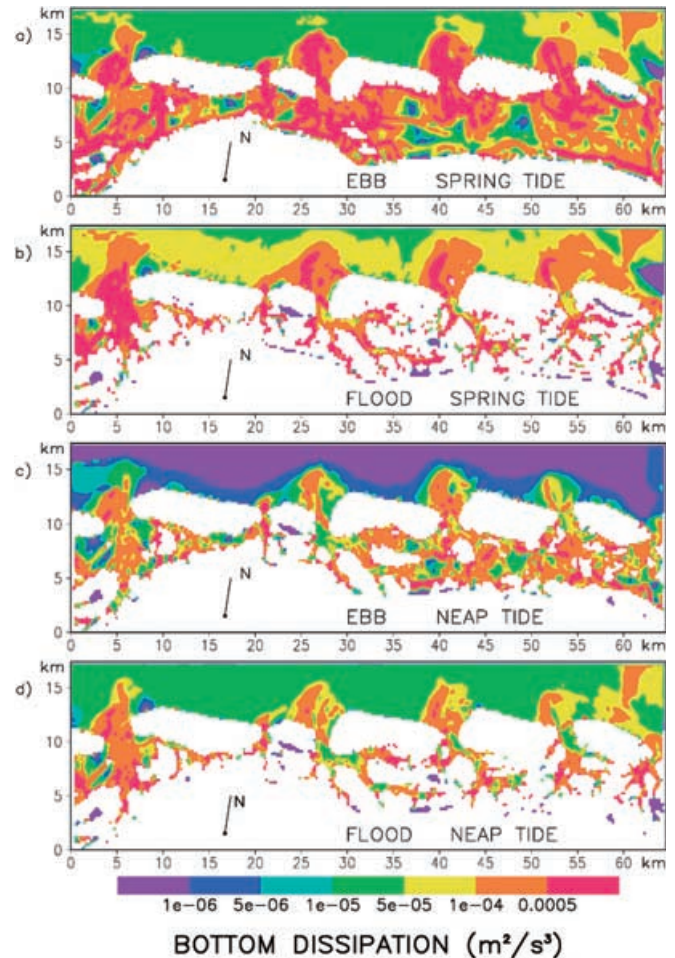 km
a)
15
10
5
0
N
EBB SPRING TIDE
0 5 10 15 20 25 30 35 40 45 50 55 60 km
km
b)
15
10
5
0
N
FLOOD SPRING TIDE
0 5 10 15 20 25 30 35 40 45 50 55 60 km
km
c)
15
10
5
0
N
EBB NEAP TIDE
0 5 10 15 20 25 30 35 40 45 50 55 60 km
km
d)
15
10
5
0
N
FLOOD NEAP TIDE
0 5 10 15 20 25 30 35 40 45 50 55 60 km
1e-06 5e-06 1e-05 5e-05 1e-04 0.0005
BOTTOM DISSIPATION (m²/s³)